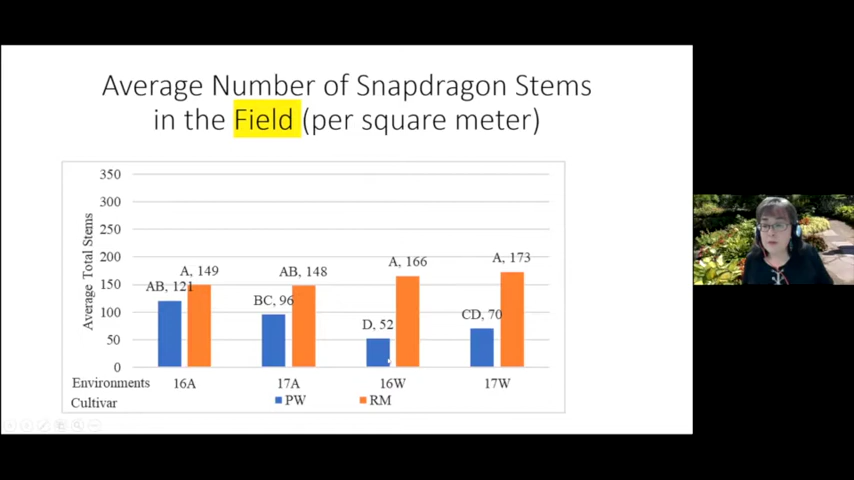 Average Number of Snapdragon Stems
in the Field (per square meter)
350
300
250
200
150
100
50
0
Average Total Stems
AB, 121
A, 149
BC, 96
AB, 148
D, 52
A, 166
CD, 70
A, 173
Environments 16A 17A 16W 17W
Cultivar PW RM